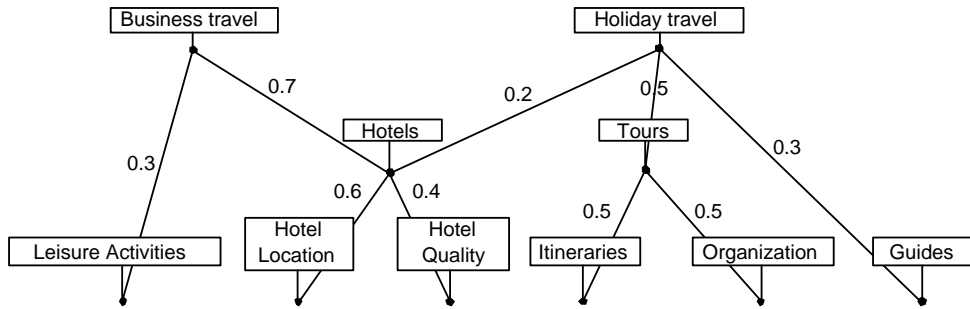 Business travel
Holiday travel
0.7
0.2
0.5
Hotels
Tours
0.3
0.3
0.6
0.4
0.5
0.5
Hotel
Location
Hotel
Quality
Leisure Activities
Itineraries
Organization
Guides